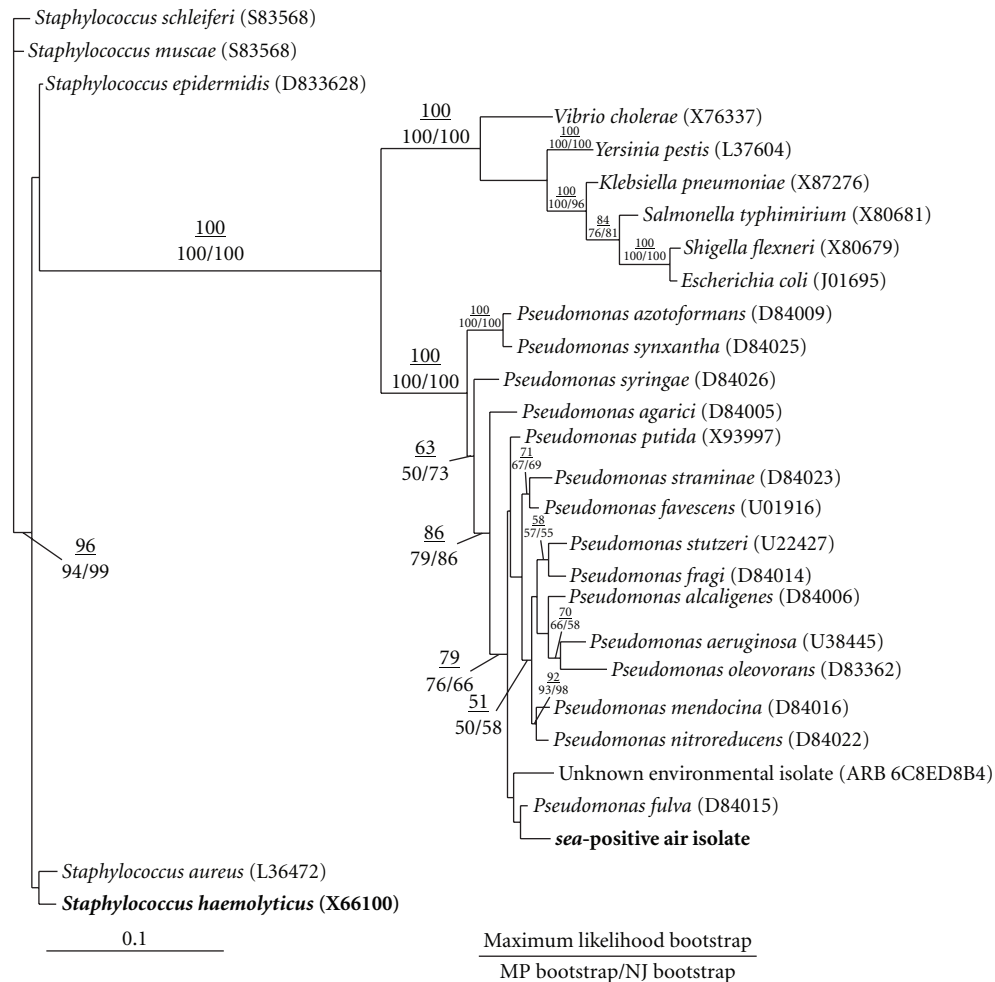 Staphylococcus schleiferi (S83568)
Staphylococcus muscae (S83568)
Staphylococcus epidermidis (D833628)
Vibrio cholerae (X76337)
100
100/100
100
100/100
Yersinia pestis (L37604)
Klebsiella pneumoniae (X87276)
100
100/96
Salmonella typhimirium (X80681)
84
76/81
100
100/100
Shigella flexneri (X80679)
100
100/100
Escherichia coli (J01695)
100
100/100
Pseudomonas azotoformans (D84009)
Pseudomonas synxantha (D84025)
100
100/100
Pseudomonas syringae (D84026)
Pseudomonas agarici (D84005)
Pseudomonas putida (X93997)
63
50/73
71
67/69
Pseudomonas straminae (D84023)
Pseudomonas favescens (U01916)
58
57/55
86
79/86
96
94/99
Pseudomonas stutzeri (U22427)
Pseudomonas fragi (D84014)
Pseudomonas alcaligenes (D84006)
70
66/58
Pseudomonas aeruginosa (U38445)
79
76/66
Pseudomonas oleovorans (D83362)
92
93/98
51
50/58
Pseudomonas mendocina (D84016)
Pseudomonas nitroreducens (D84022)
Unknown environmental isolate (ARB 6C8ED8B4)
Pseudomonas fulva (D84015)
sea-positive air isolate
Staphylococcus aureus (L36472)
Staphylococcus haemolyticus (X66100)
0.1
Maximum likelihood bootstrap
MP bootstrap/NJ bootstrap